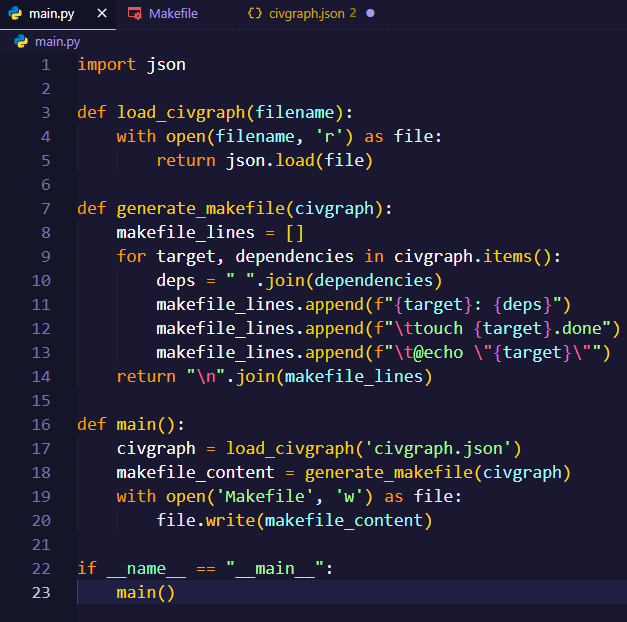 main.py × Makefile civgraph.json 2
main.py
1 import json
2
3 def load_civgraph(filename):
4     with open(filename, 'r') as file:
5         return json.load(file)
6
7 def generate_makefile(civgraph):
8     makefile_lines = []
9     for target, dependencies in civgraph.items():
10         deps = " ".join(dependencies)
11         makefile_lines.append(f"{target}: {deps}")
12         makefile_lines.append(f"\ttouch {target}.done")
13         makefile_lines.append(f"\t@echo \"{target}\"")
14     return "\n".join(makefile_lines)
15
16 def main():
17     civgraph = load_civgraph('civgraph.json')
18     makefile_content = generate_makefile(civgraph)
19     with open('Makefile', 'w') as file:
20         file.write(makefile_content)
21
22 if __name__ == "__main__":
23     main()